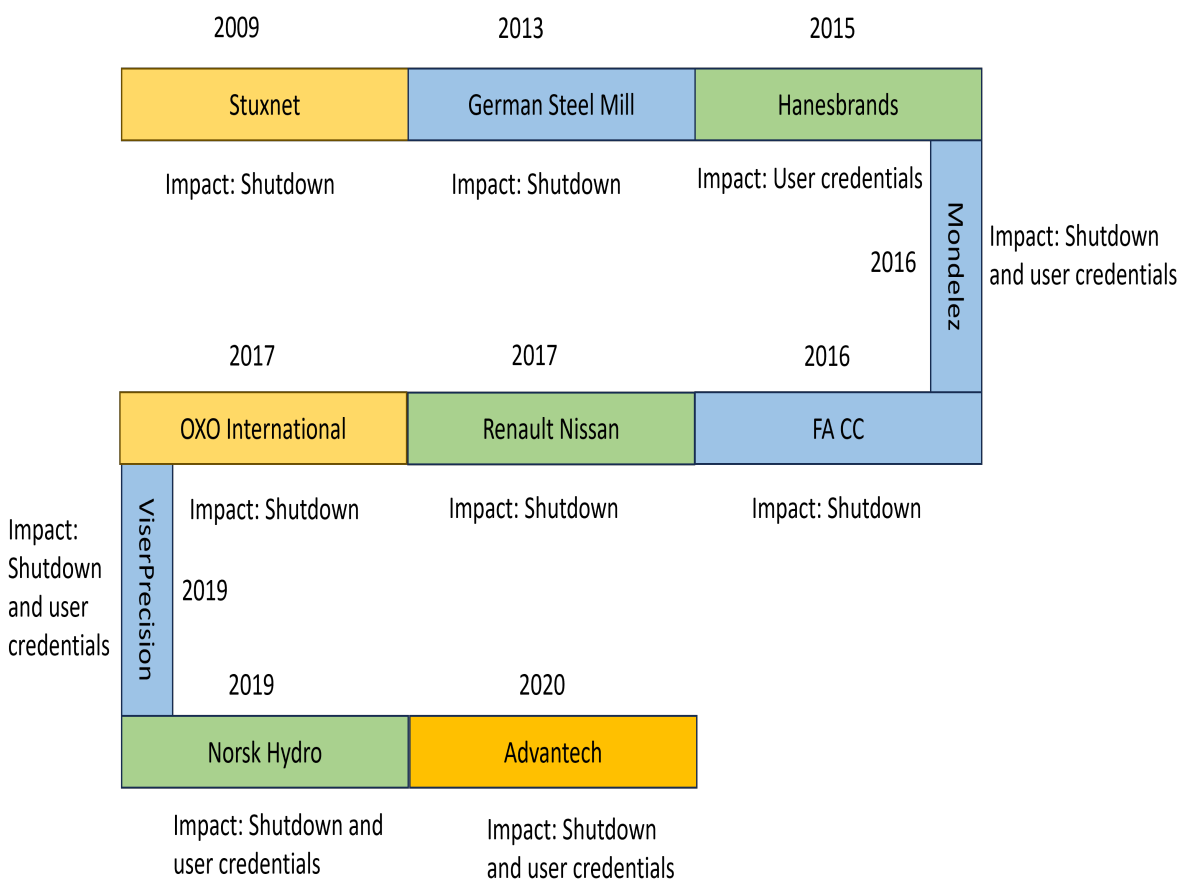 2009
2013
2015
Stuxnet
German Steel Mill
Hanesbrands
Impact: Shutdown
Impact: Shutdown
Impact: User credentials
Mondelez
2016
Impact: Shutdown
and user credentials
2017
2017
2016
OXO International
Renault Nissan
FA CC
Impact: Shutdown
Impact: Shutdown
Impact: Shutdown
Impact:
Shutdown
and user
credentials
ViserPrecision
2019
2019
2020
Norsk Hydro
Advantech
Impact: Shutdown and
user credentials
Impact: Shutdown
and user credentials